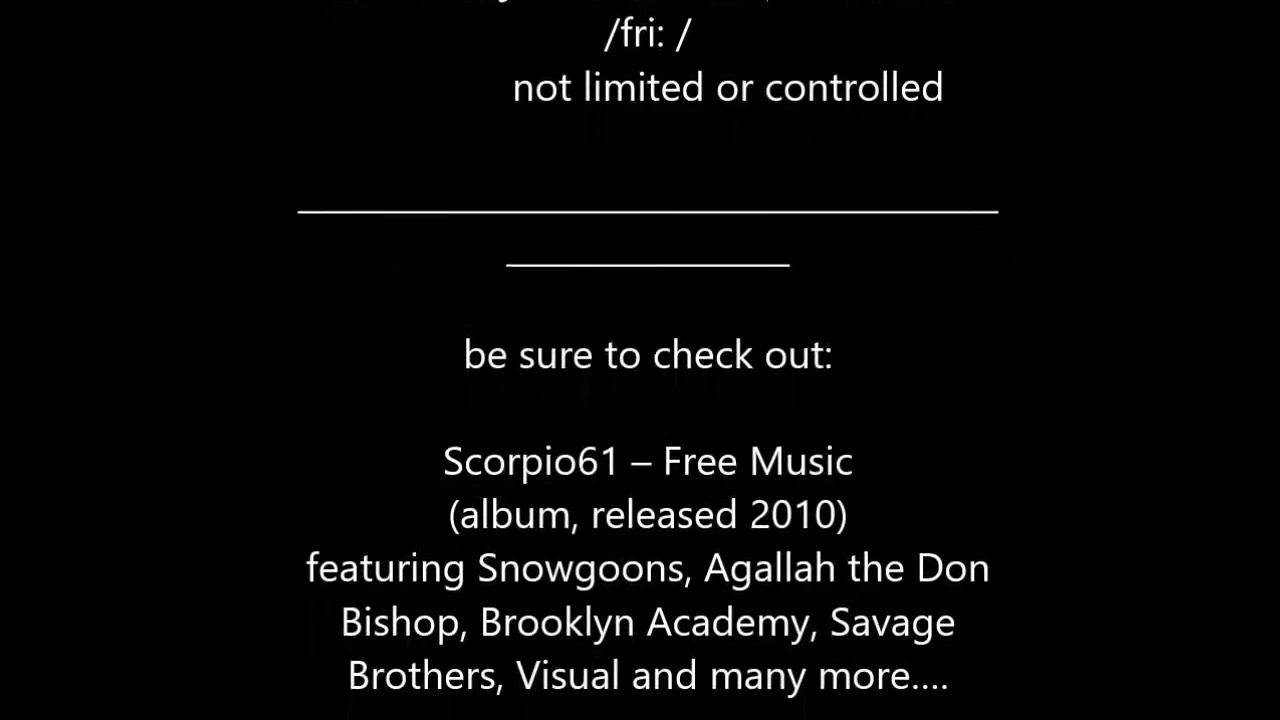 /fri: /
not limited or controlled
be sure to check out:
Scorpio61 – Free Music
(album, released 2010)
featuring Snowgoons, Agallah the Don
Bishop, Brooklyn Academy, Savage
Brothers, Visual and many more....